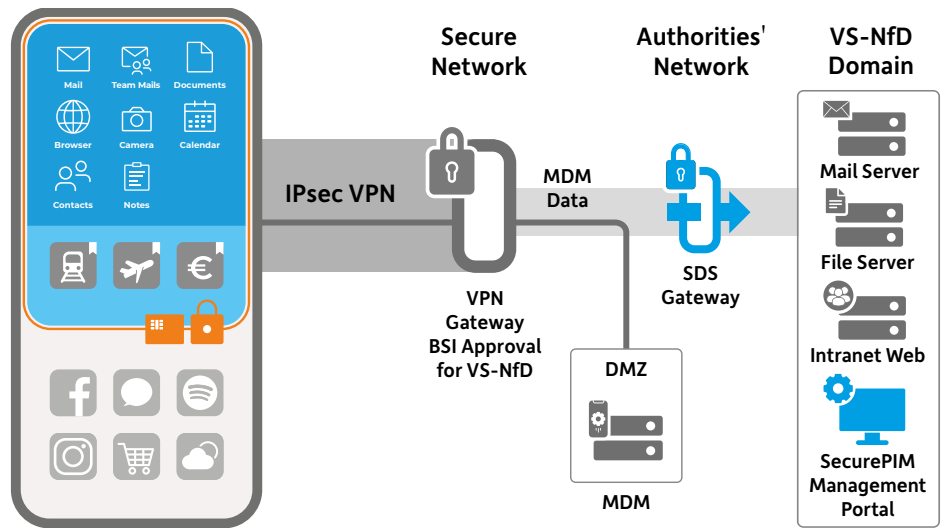 Mail
Team Mails
Documents
Browser
Camera
Calendar
Contacts
Notes
€
IPsec VPN
Secure
Network
VPN
Gateway
BSI Approval
for VS-NfD
MDM
Data
DMZ
MDM
Authorities'
Network
SDS
Gateway
VS-NfD
Domain
Mail Server
File Server
Intranet Web
SecurePIM
Management
Portal